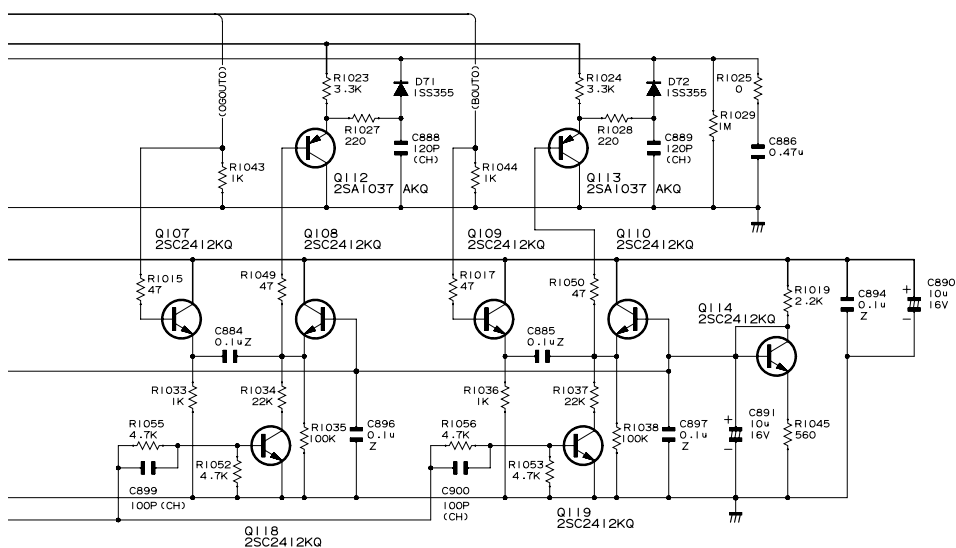 (OGOUTO)
R1023
3.3K
D71
ISS355
R1027
220
C888
120P
(CH)
R1043
1K
Q112
2SA1037 AKQ
(BOUTO)
R1024
3.3K
D72
ISS355
R1028
220
C889
120P
(CH)
R1044
1K
Q113
2SA1037 AKQ
R1025
0
R1029
1M
C886
0.47u
Q107
2SC2412KQ
Q108
2SC2412KQ
Q109
2SC2412KQ
Q110
2SC2412KQ
R1015
47
R1049
47
C884
0.1uZ
R1017
47
R1050
47
C885
0.1uZ
Q114
2SC2412KQ
R1019
2.2K
C894
0.1u
Z
C890
10u
16V
+
-
R1033
1K
R1034
22K
R1035
100K
C896
0.1u
Z
R1036
1K
R1037
22K
R1038
100K
C897
0.1u
Z
C891
10u
16V
+
-
R1045
560
R1055
4.7K
R1052
4.7K
C899
100P(CH)
R1056
4.7K
R1053
4.7K
C900
100P
(CH)
Q118
2SC2412KQ
Q119
2SC2412KQ